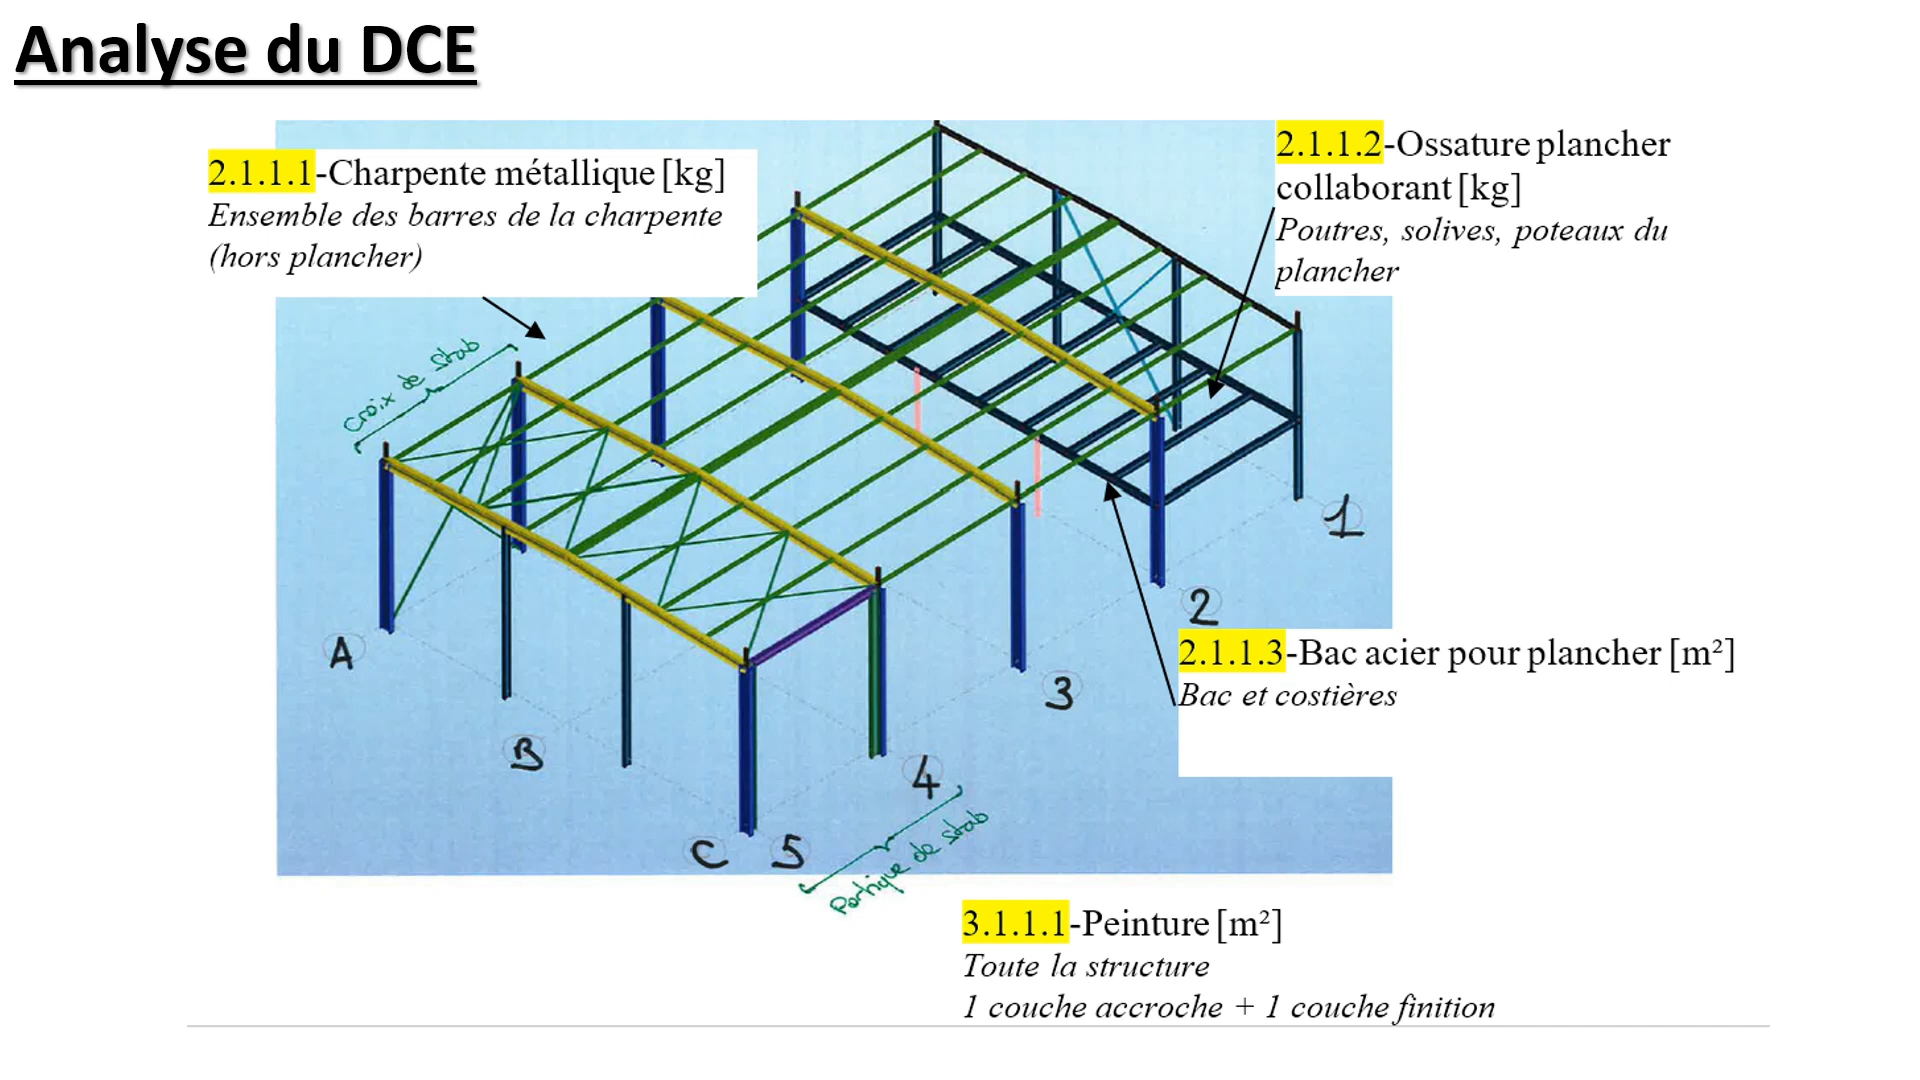 Analyse du DCE
2.1.1.1-Charpente métallique [kg]
Ensemble des barres de la charpente
(hors plancher)
2.1.1.2-Ossature plancher
collaborant [kg]
Poutres, solives, poteaux du
plancher
Croix de stab
1
2
2.1.1.3-Bac acier pour plancher [m²]
Bac et costières
A
3
B
4
C
5
Portique de stab
3.1.1.1-Peinture [m²]
Toute la structure
1 couche accroche + 1 couche finition